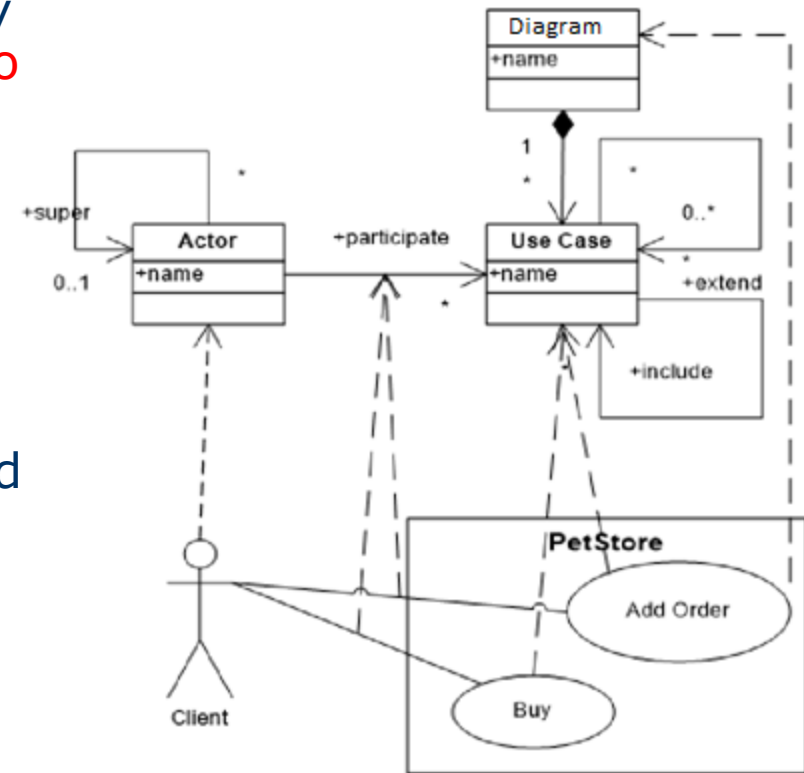 y
o
Diagram
+name
1
*
*
+super
*
0..*
Actor
+participate
Use Case
*
+name
+name
+extend
0..1
*
+include
*
d
PetStore
Add Order
Buy
Client